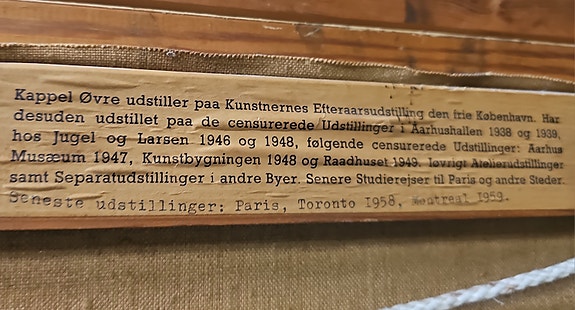 Kappel Øvre udstiller paa Kunstnernes Efteraarsudstilling den frie København. Har
desuden udstillet paa de censurerede Udstillinger i Aarhushallen 1938 og 1939,
hos Jugel og Larsen 1946 og 1948, følgende censurerede Udstillinger: Aarhus
Musæum 1947, Kunstbygningen 1948 og Raadhuset 1949. Iøvrigt Atelierudstillinger
samt Separatudstillinger i andre Byer. Senere Studierejser til Paris og andre Steder.
Seneste udstillinger: Paris, Toronto 1958, Montreal 1959.